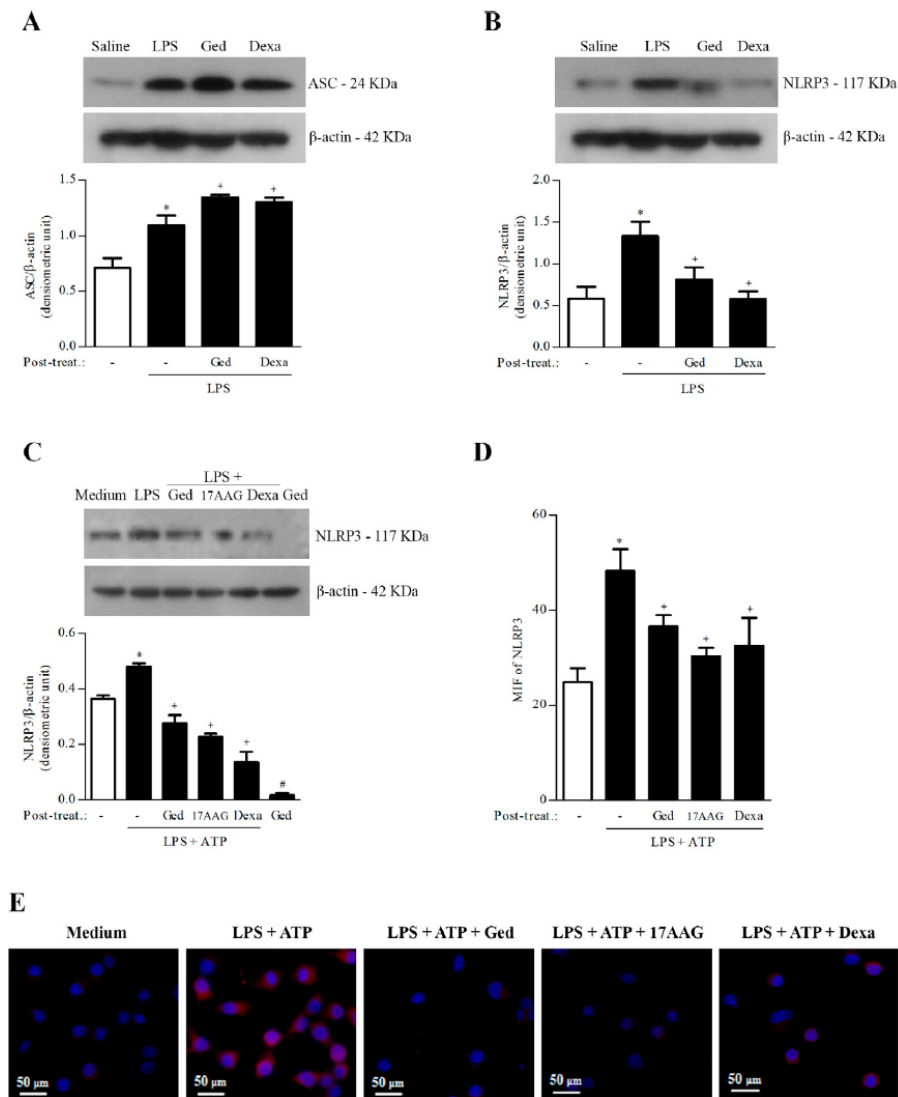 A
Saline LPS Ged Dexa
ASC - 24 KDa
β-actin - 42 KDa
1.5
1.0
0.5
0.0
ASC/β-actin
(densiometric unit)
* + +
Post-treat.: - - Ged Dexa
LPS
B
Saline LPS Ged Dexa
NLRP3 - 117 KDa
β-actin - 42 KDa
2.0
1.5
1.0
0.5
0.0
NLRP3/β-actin
(densiometric unit)
* + +
Post-treat.: - - Ged Dexa
LPS
C
LPS +
Medium LPS Ged 17AAG Dexa Ged
NLRP3 - 117 KDa
β-actin - 42 KDa
0.6
0.4
0.2
0.0
NLRP3/β-actin
(densiometric unit)
* + + + #
Post-treat.: - - Ged 17AAG Dexa Ged
LPS + ATP
D
60
40
20
0
MIF of NLRP3
* + + +
Post-treat.: - - Ged 17AAG Dexa
LPS + ATP
E
Medium LPS + ATP LPS + ATP + Ged LPS + ATP + 17AAG LPS + ATP + Dexa
50 μm 50 μm 50 μm 50 μm 50 μm